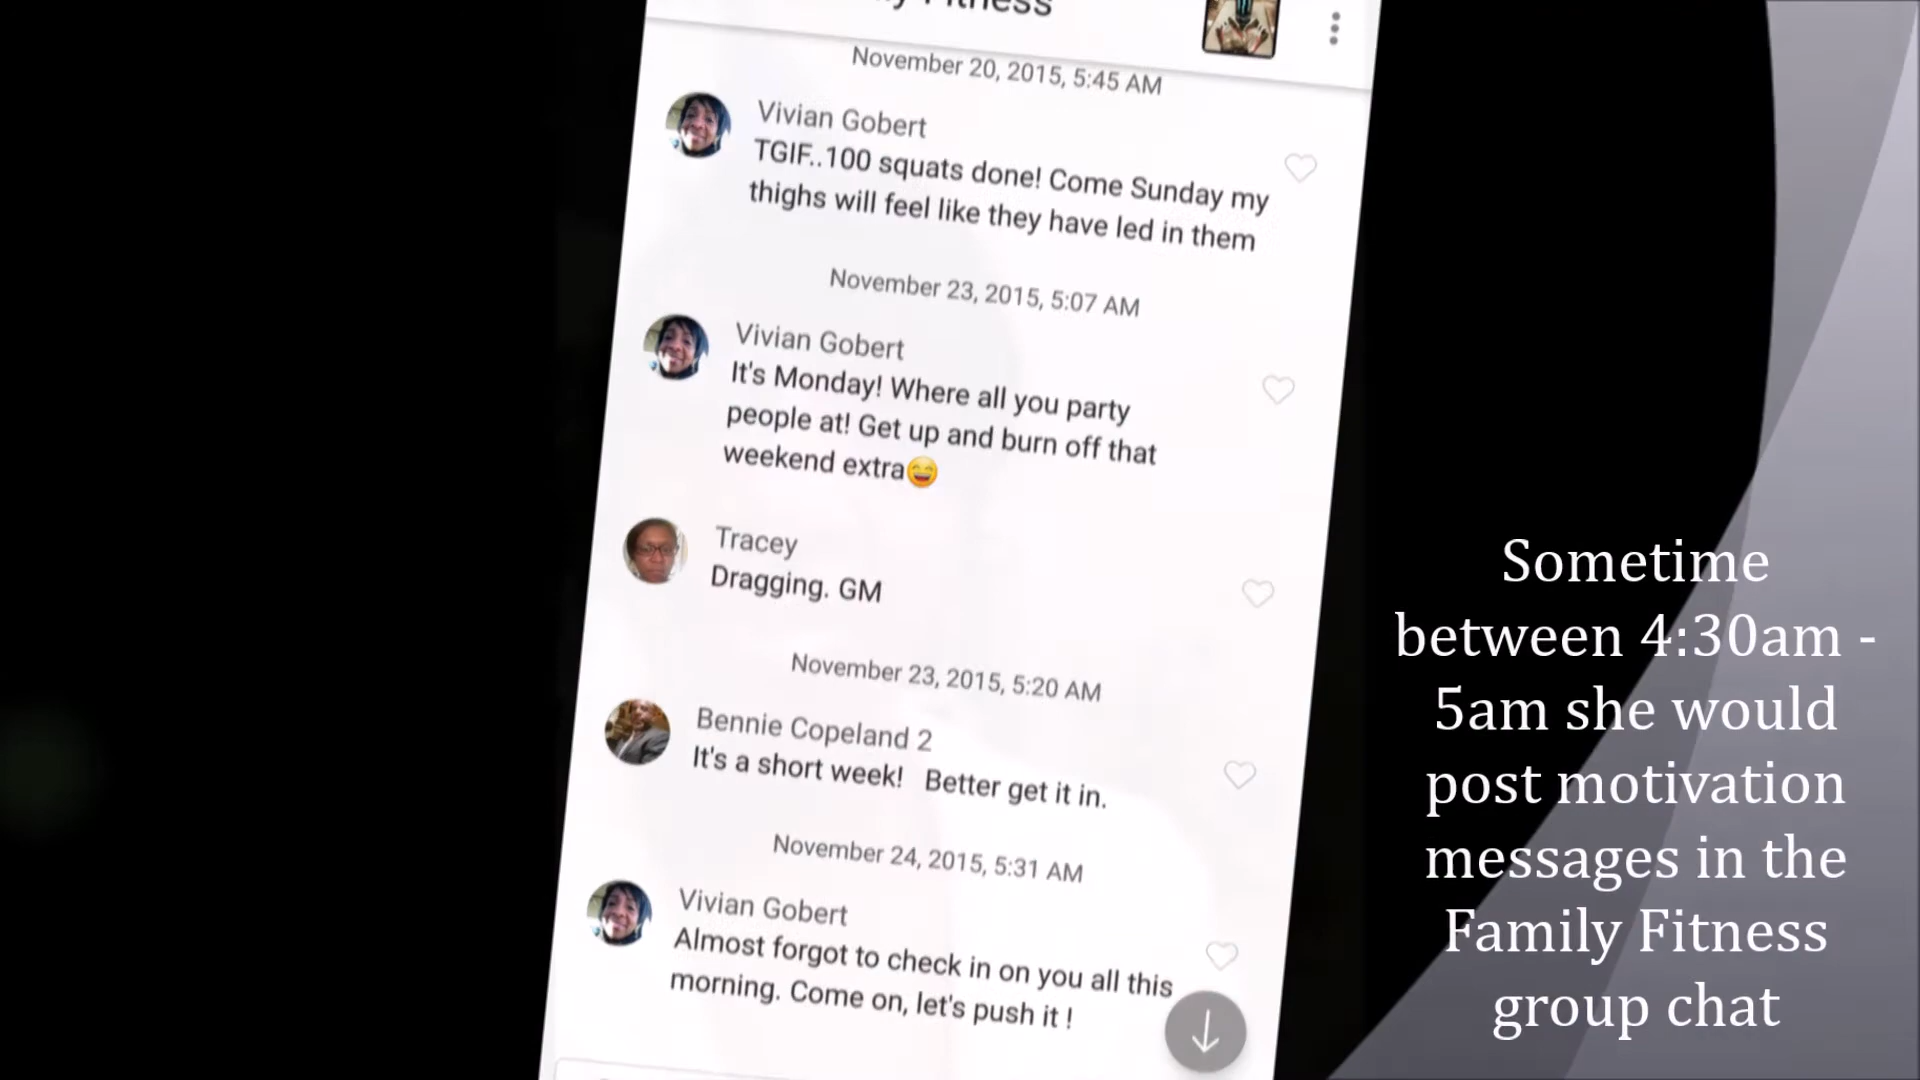 Fitness
November 20, 2015, 5:45 AM
Vivian Gobert
TGIF..100 squats done! Come Sunday my
thighs will feel like they have led in them
November 23, 2015, 5:07 AM
Vivian Gobert
It's Monday! Where all you party
people at! Get up and burn off that
weekend extra😄
Tracey
Dragging. GM
November 23, 2015, 5:20 AM
Bennie Copeland 2
It's a short week!   Better get it in.
November 24, 2015, 5:31 AM
Vivian Gobert
Almost forgot to check in on you all this
morning. Come on, let's push it !
Sometime
between 4:30am -
5am she would
post motivation
messages in the
Family Fitness
group chat